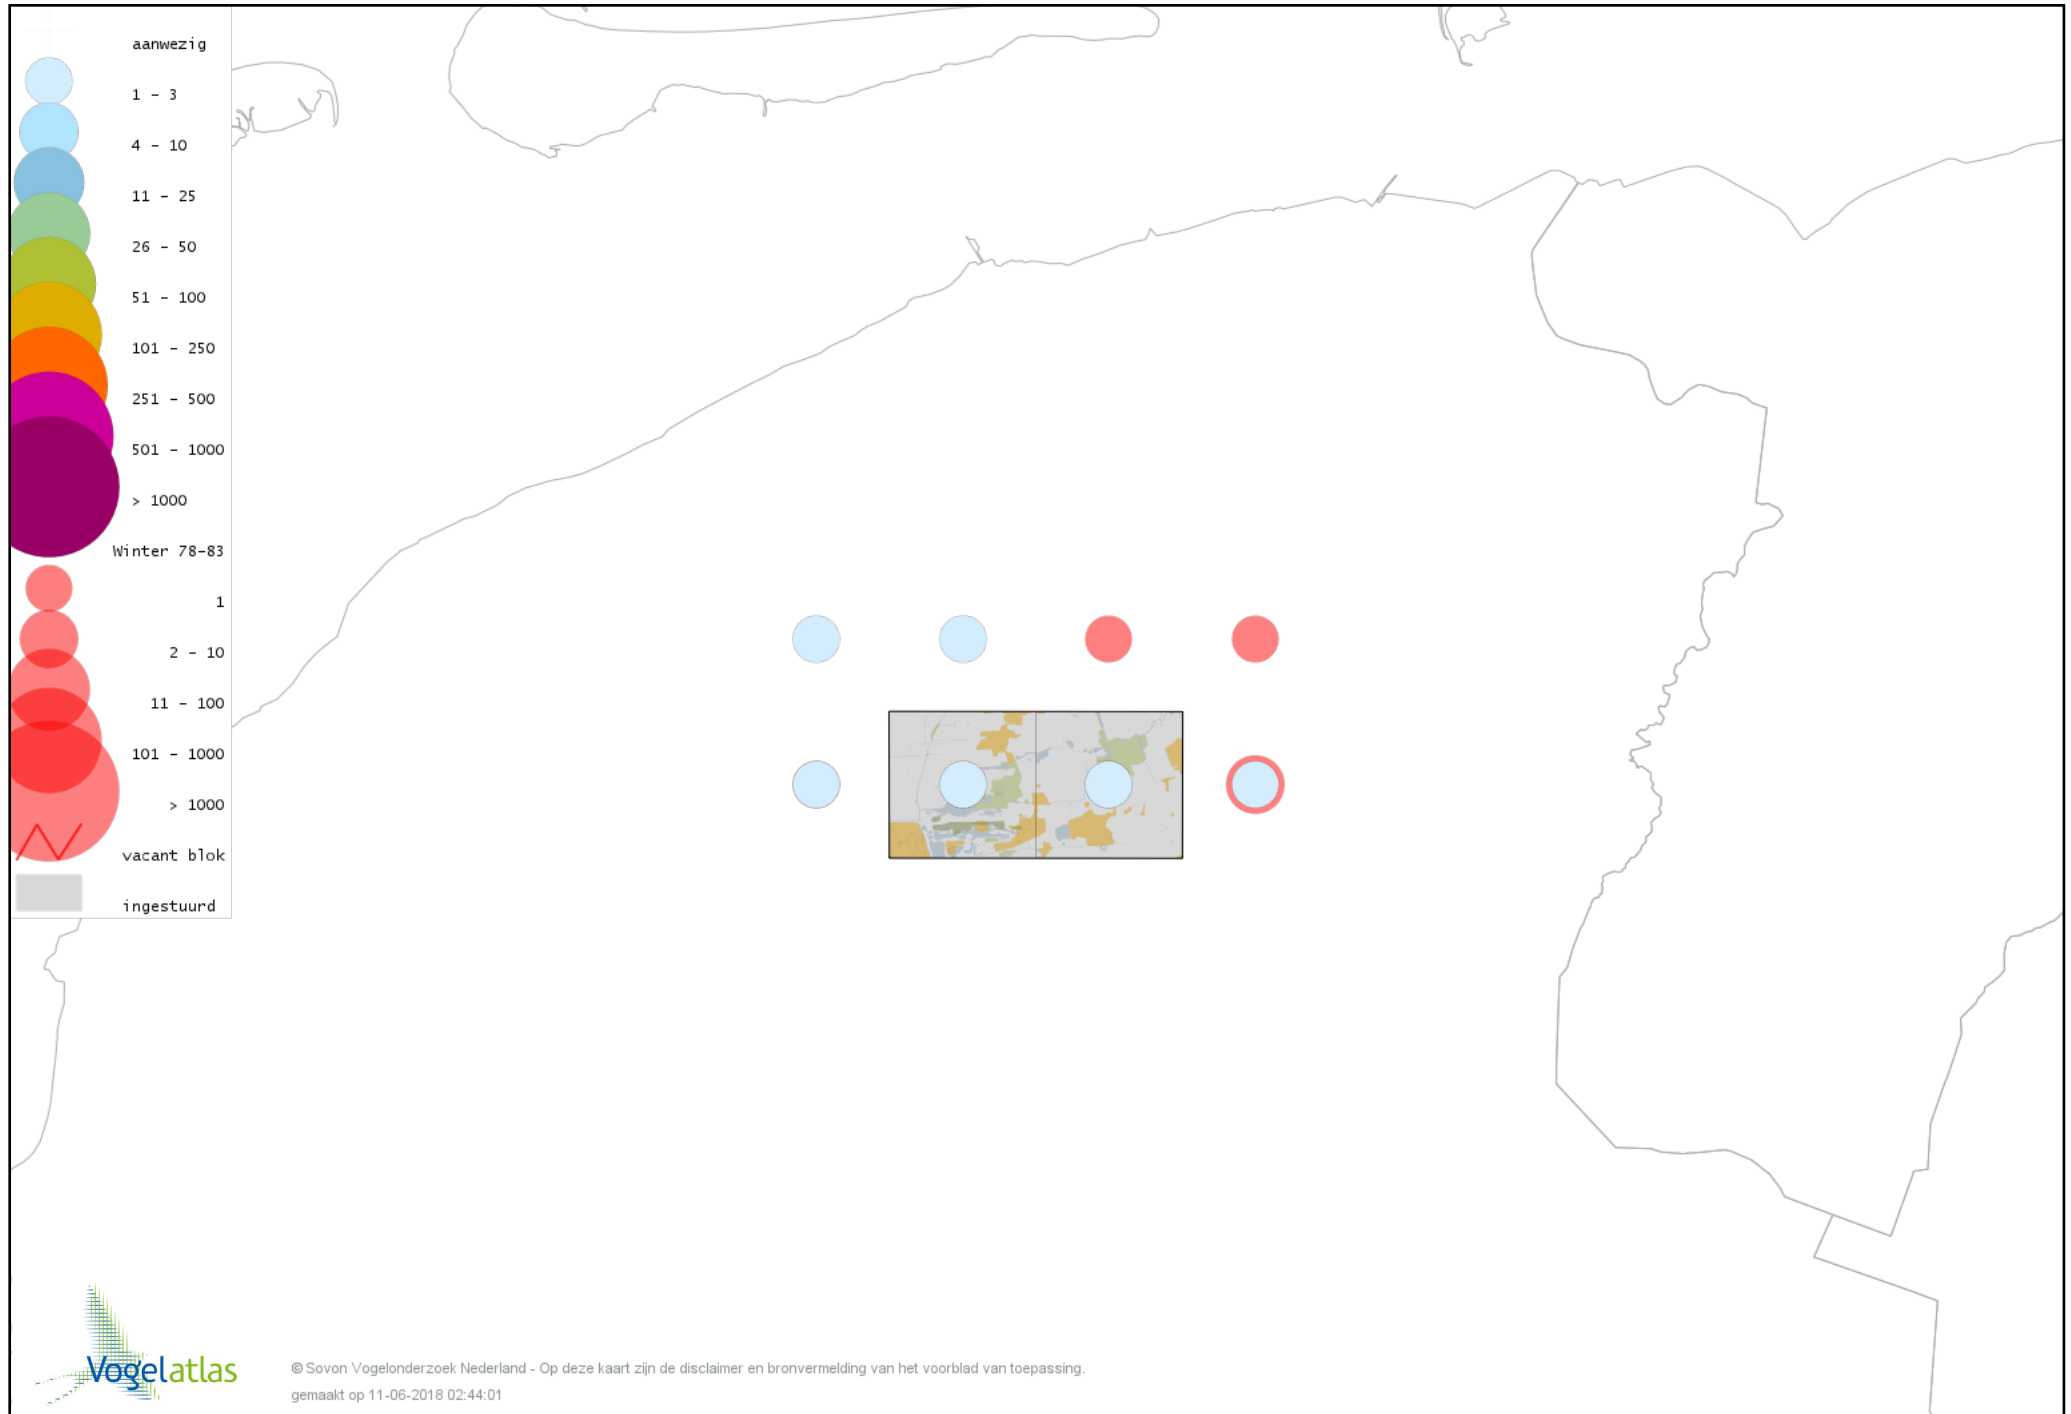 aanwezig
1 - 3
4 - 10
11 - 25
26 - 50
51 - 100
101 - 250
251 - 500
501 - 1000
> 1000
Winter 78-83
1
2 - 10
11 - 100
101 - 1000
> 1000
vacant blok
ingestuurd
Vogelatlas
© Sovon Vogelonderzoek Nederland - Op deze kaart zijn de disclaimer en bronvermelding van het voorblad van toepassing.
gemaakt op 11-06-2018 02:44:01